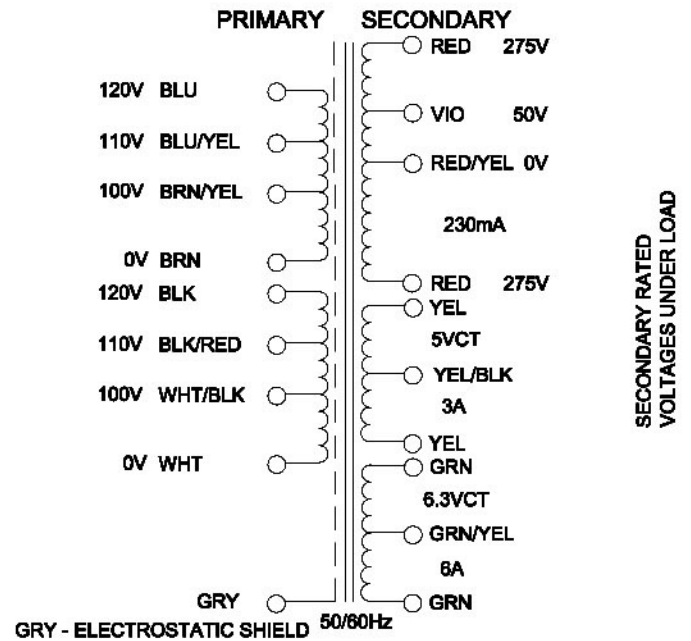 PRIMARY SECONDARY
RED 275V
120V BLU
VIO 50V
110V BLU/YEL
RED/YEL 0V
100V BRN/YEL
230mA
0V BRN
RED 275V
120V BLK
YEL
5VCT
110V BLK/RED
YEL/BLK
100V WHT/BLK
3A
YEL
0V WHT
GRN
6.3VCT
GRN/YEL
6A
GRY
GRN
50/60Hz
GRY - ELECTROSTATIC SHIELD
SECONDARY RATED
VOLTAGES UNDER LOAD